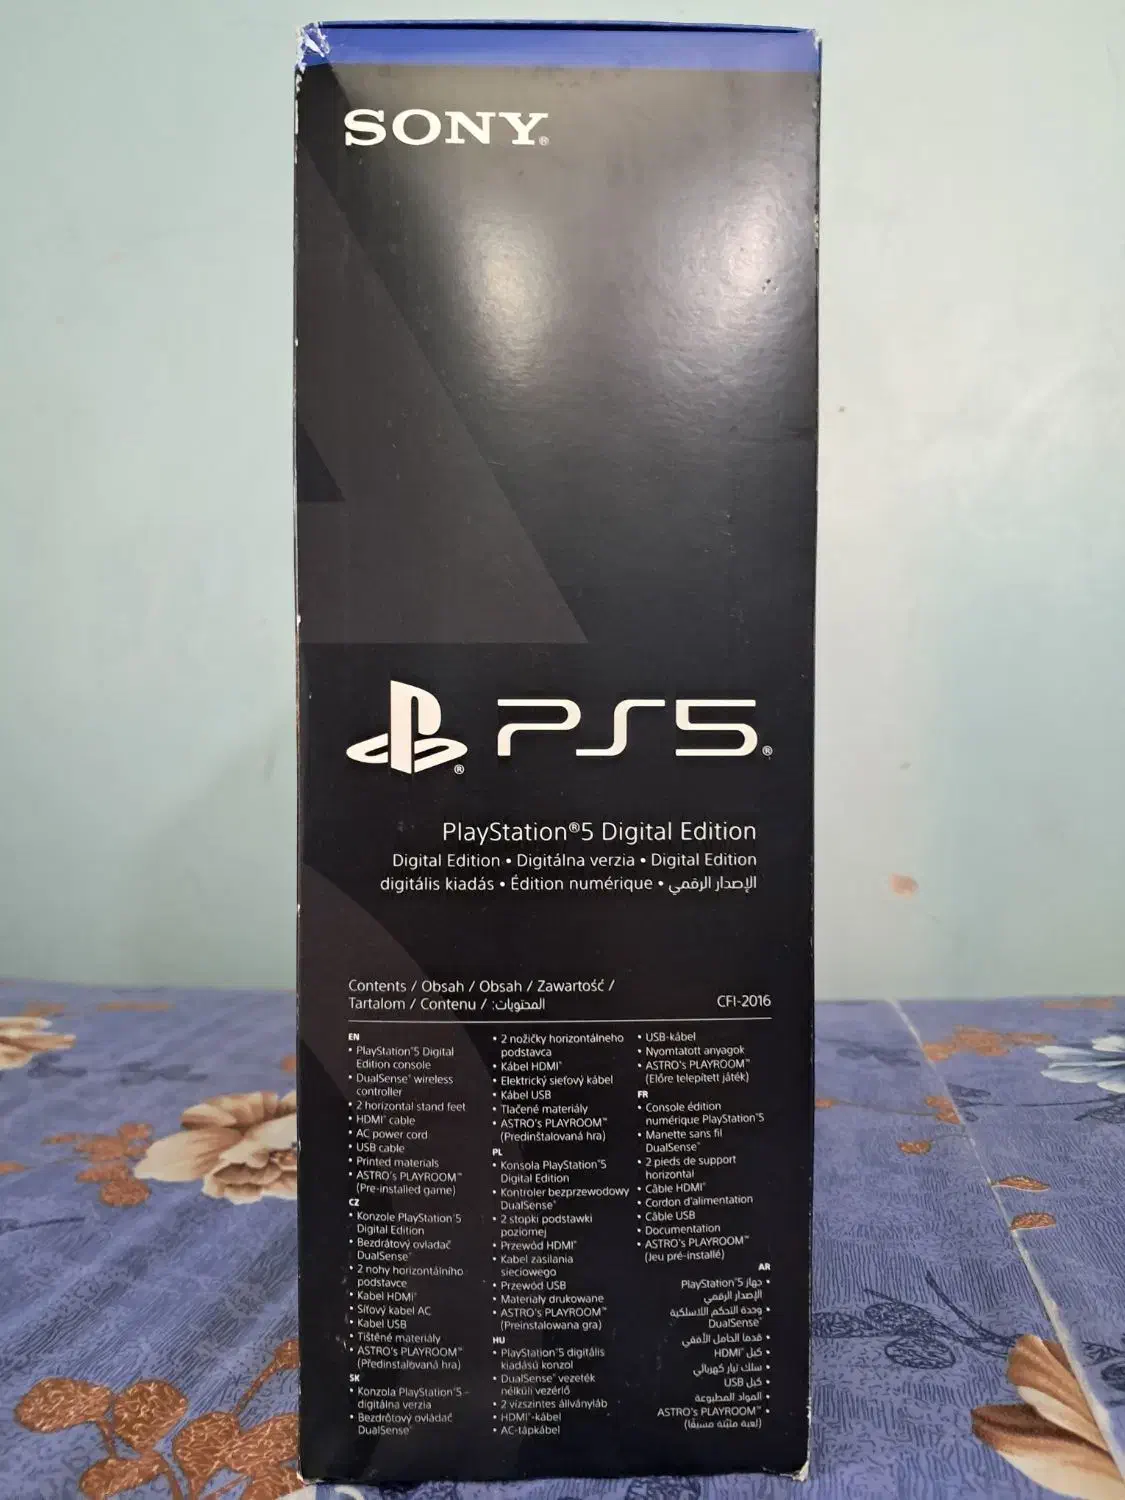 SONY®
PS5®
PlayStation®5 Digital Edition
Digital Edition • Digitálna verzia • Digital Edition
digitális kiadás • Édition numérique • الإصدار الرقمي
Contents / Obsah / Obsah / Zawartość /
Tartalom / Contenu / المحتويات:
CFI-2016
EN
• PlayStation®5 Digital
Edition console
• DualSense® wireless
controller
• 2 horizontal stand feet
• HDMI® cable
• AC power cord
• USB cable
• Printed materials
• ASTRO's PLAYROOM™
(Pre-installed game)
CZ
• Konzole PlayStation®5
Digital Edition
• Bezdrátový ovladač
DualSense®
• 2 nohy horizontálního
podstavce
• Kabel HDMI®
• Síťový kabel AC
• Kabel USB
• Tištěné materiály
• ASTRO's PLAYROOM™
(Předinstalovaná hra)
SK
• Konzola PlayStation®5 –
digitálna verzia
• Bezdrôtový ovládač
DualSense®
• 2 nožičky horizontálneho
podstavca
• Kábel HDMI®
• Elektrický sieťový kábel
• Kábel USB
• Tlačené materiály
• ASTRO's PLAYROOM™
(Predinštalovaná hra)
PL
• Konsola PlayStation®5
Digital Edition
• Kontroler bezprzewodowy
DualSense®
• 2 stopki podstawki
poziomej
• Przewód HDMI®
• Kabel zasilania
sieciowego
• Przewód USB
• Materiały drukowane
• ASTRO's PLAYROOM™
(Preinstalowana gra)
HU
• PlayStation®5 digitális
kiadású konzol
• DualSense® vezeték
nélküli vezérlő
• 2 vízszintes állványláb
• HDMI®-kábel
• AC-tápkábel
• USB-kábel
• Nyomtatott anyagok
• ASTRO's PLAYROOM™
(Előre telepített játék)
FR
• Console édition
numérique PlayStation®5
• Manette sans fil
DualSense®
• 2 pieds de support
horizontal
• Câble HDMI®
• Cordon d'alimentation
• Câble USB
• Documentation
• ASTRO's PLAYROOM™
(Jeu pré-installé)
AR
• جهاز PlayStation®5
الإصدار الرقمي
• وحدة التحكم اللاسلكية
DualSense®
• قدما الحامل الأفقي
• كبل HDMI®
• سلك تيار كهربائي
• كبل USB
• المواد المطبوعة
• ASTRO's PLAYROOM™
(لعبة مثبتة مسبقًا)